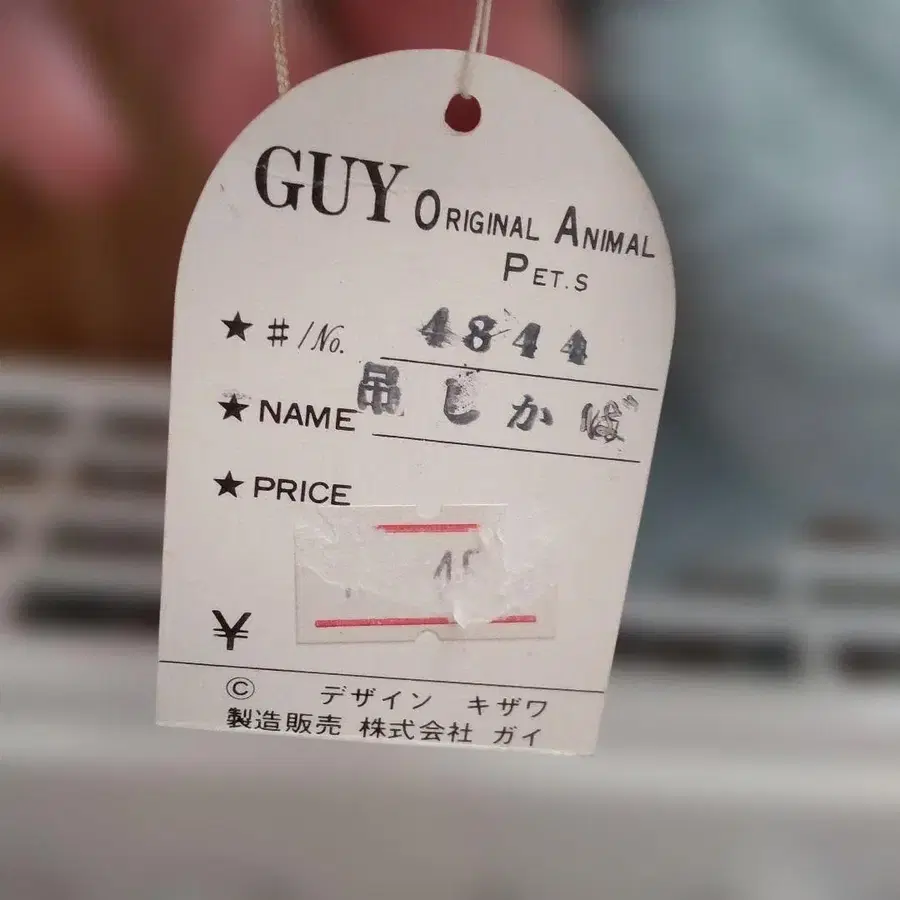 GUY ORIGINAL ANIMAL
PET.S
★ #/No. 4844
★ NAME 吊しかば
★ PRICE
¥
© デザイン キザワ
製造販売 株式会社 ガイ